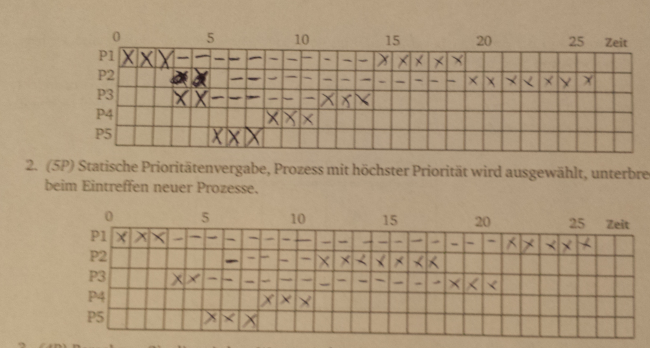 0 5 10 15 20 25 Zeit
P1 X X X - - - - - - - - - - - X X X X X
P2 - - - - - - - - - - - - - X X X X X X X
P3 X X - - - - - - X X X
P4 X X X
P5 X X X
2. (5P) Statische Prioritätenvergabe, Prozess mit höchster Priorität wird ausgewählt, unterbre
beim Eintreffen neuer Prozesse.
0 5 10 15 20 25 Zeit
P1 X X X - - - - - - - - - - - - - - - - - - X X X X X
P2 - - - - - X X X X X X X
P3 X X - - - - - - - - - - - - - X X X
P4 X X X
P5 X X X